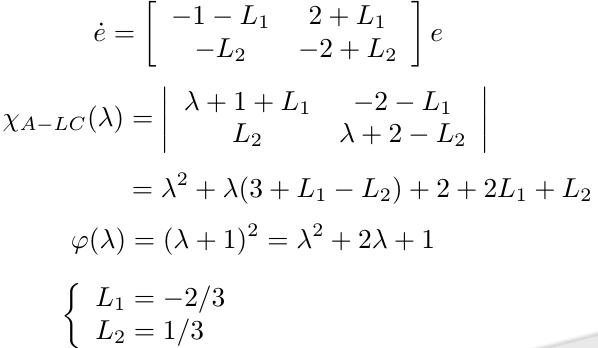 ė = [ −1 − L₁  2 + L₁ ; −L₂  −2 + L₂ ] e
χ_{A−LC}(λ) = | λ + 1 + L₁  −2 − L₁ ; L₂  λ + 2 − L₂ |
= λ² + λ(3 + L₁ − L₂) + 2 + 2L₁ + L₂
φ(λ) = (λ + 1)² = λ² + 2λ + 1
{ L₁ = −2/3
L₂ = 1/3